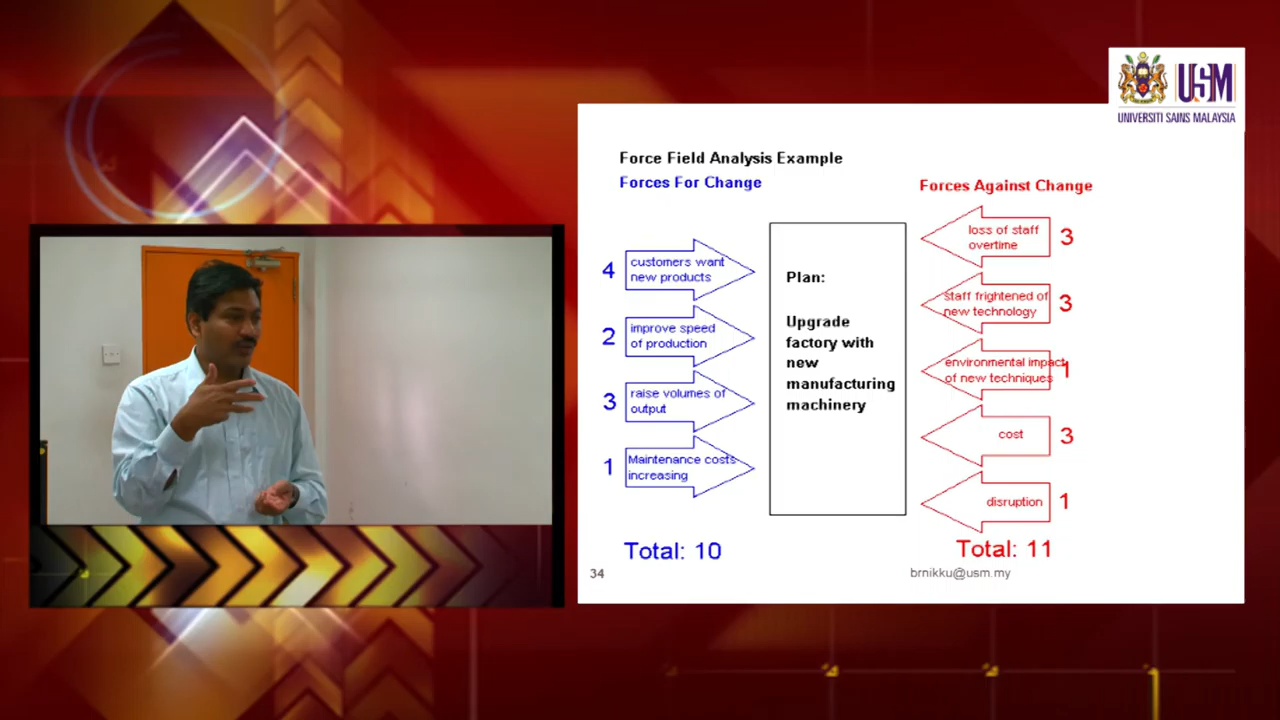 USM
UNIVERSITI SAINS MALAYSIA
Force Field Analysis Example
Forces For Change
Forces Against Change
4
customers want
new products
2
improve speed
of production
3
raise volumes of
output
1
Maintenance costs
increasing
Total: 10
Plan:
Upgrade
factory with
new
manufacturing
machinery
loss of staff
overtime
3
Staff frightened of
new technology
3
environmental impact
of new techniques
1
cost
3
disruption
1
Total: 11
34
brnikku@usm.my